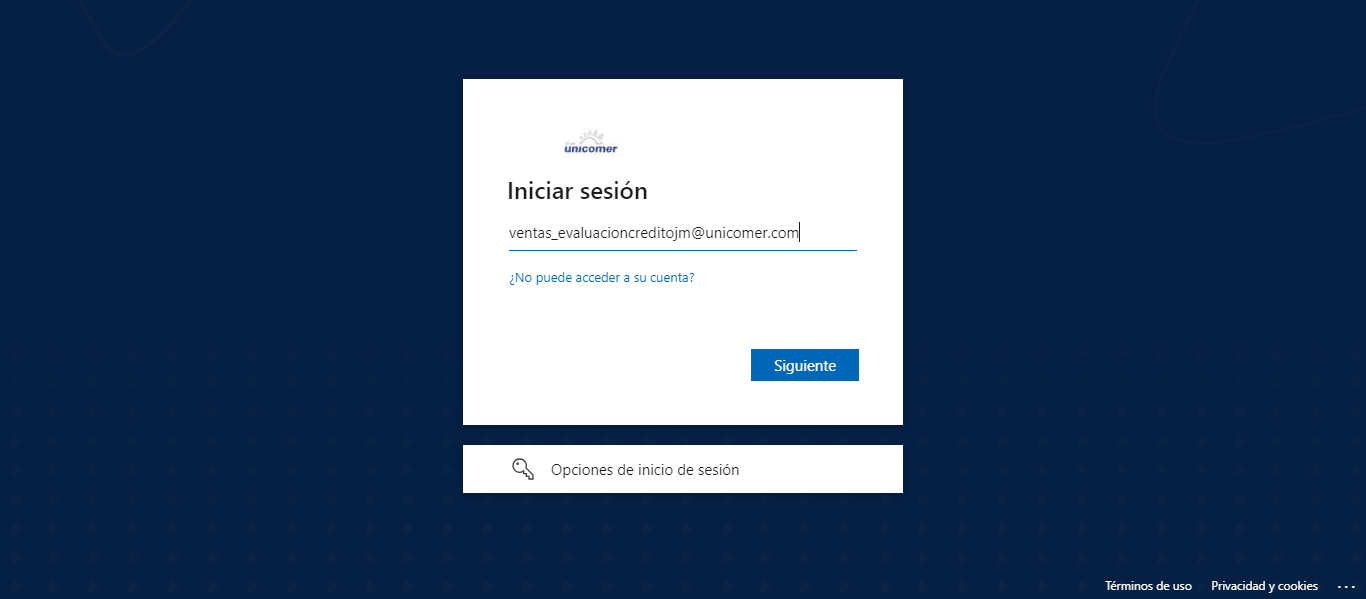 unicomer
Iniciar sesión
ventas_evaluacioncreditojm@unicomer.com
¿No puede acceder a su cuenta?
Siguiente
Opciones de inicio de sesión
Términos de uso Privacidad y cookies ...